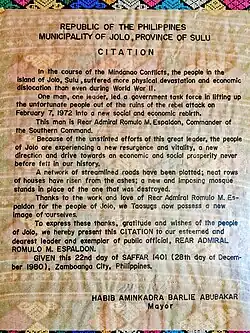 REPUBLIC OF THE PHILIPPINES
MUNICIPALITY OF JOLO, PROVINCE OF SULU
CITATION
In the course of the Mindanao Conflicts, the people in
the island of Jolo, Sulu, suffered more physical devastation and economic
dislocation than even during World War II.
One man, one leader, led a government task force in lifting up
the unfortunate people out of the ruins of the rebel attack on
February 7, 1972 into a new social and economic rebirth.
This man is Rear Admiral Romulo M. Espaldon, Commander of
the Southern Command.
Because of the unstinted efforts of this great leader, the people
of Jolo are experiencing a new resurgency and vitality, a new
direction and drive towards an economic and social prosperity never
before felt in our history.
A network of streamlined roads have been plotted; neat rows
of houses have risen from the ashes; a new and imposing mosque
stands in place of the one that was destroyed.
Thanks to the work and love of Rear Admiral Romulo M. Es-
paldon for the people of Jolo, we Taosugs now possess a new
image of ourselves.
To express these thanks, gratitude and wishes of the people
of Jolo, we hereby present this CITATION to our esteemed and
dearest leader and exemplar of public official, REAR ADMIRAL
ROMULO M. ESPALDON.
GIVEN this 22nd day of SAFFAR 1401 (28th day of Decem-
ber 1980), Zamboanga City, Philippines.
HABIB AMINKADRA BARLIE ABUBAKAR
Mayor